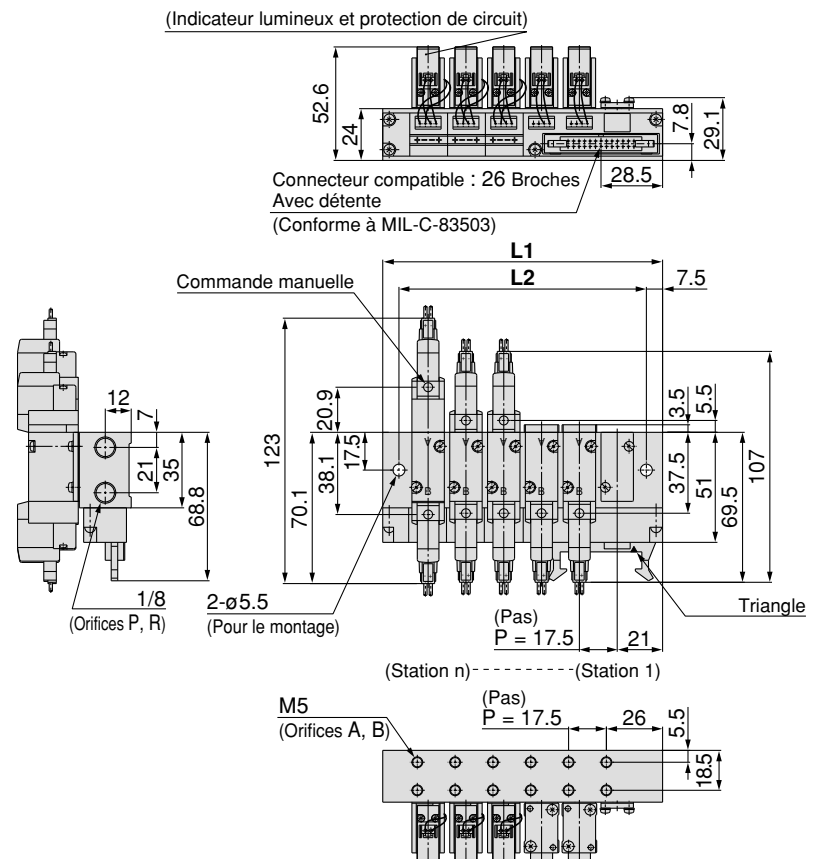 (Indicateur lumineux et protection de circuit)
52.6
24
7.8
29.1
28.5
Connecteur compatible : 26 Broches
Avec détente
(Conforme à MIL-C-83503)
L1
L2
7.5
Commande manuelle
12
7
21
35
68.8
1/8
(Orifices P, R)
123
70.1
38.1
17.5
20.9
3.5
5.5
37.5
51
69.5
107
B
B
B
B
B
2-ø5.5
(Pour le montage)
Triangle
(Pas)
P = 17.5
21
(Station n)
(Station 1)
M5
(Orifices A, B)
(Pas)
P = 17.5
26
5.5
18.5